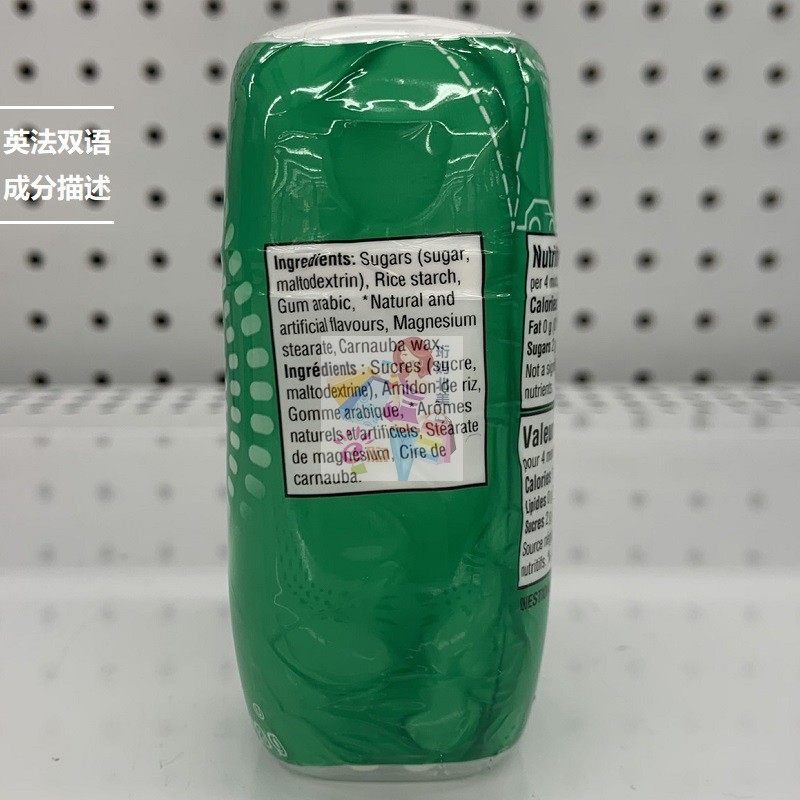 英法双语
成分描述
Ingredients: Sugars (sugar,
maltodextrin), Rice starch,
Gum arabic, *Natural and
artificial flavours, Magnesium
stearate, Carnauba wax.
Ingrédients : Sucres (sucre,
maltodextrine), Amidon de riz,
Gomme arabique, *Arômes
naturels et artificiels, Stéarate
de magnésium, Cire de
carnauba.
per 4
Calories
Fat 0 g
Sugars 2
Not a
nutrients.
Valeur
pour 4
Calories
Lipides
Sucres 2
Source
nutritifs.